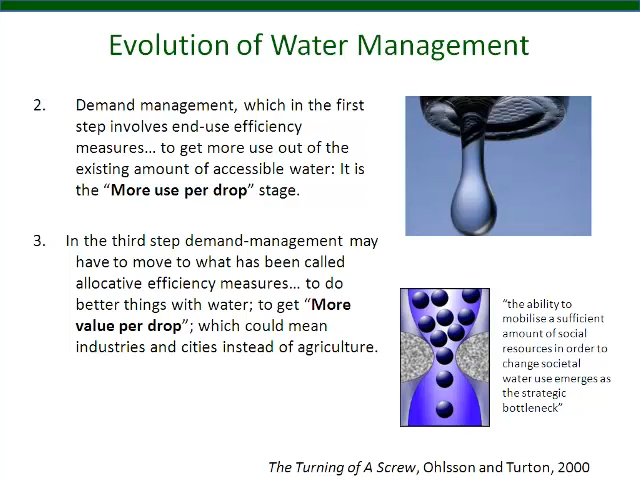 Evolution of Water Management
2. Demand management, which in the first
step involves end-use efficiency
measures… to get more use out of the
existing amount of accessible water: It is
the “More use per drop” stage.
3. In the third step demand-management may
have to move to what has been called
allocative efficiency measures… to do
better things with water; to get “More
value per drop”; which could mean
industries and cities instead of agriculture.
“the ability to
mobilise a sufficient
amount of social
resources in order to
change societal
water use emerges as
the strategic
bottleneck”
The Turning of A Screw, Ohlsson and Turton, 2000